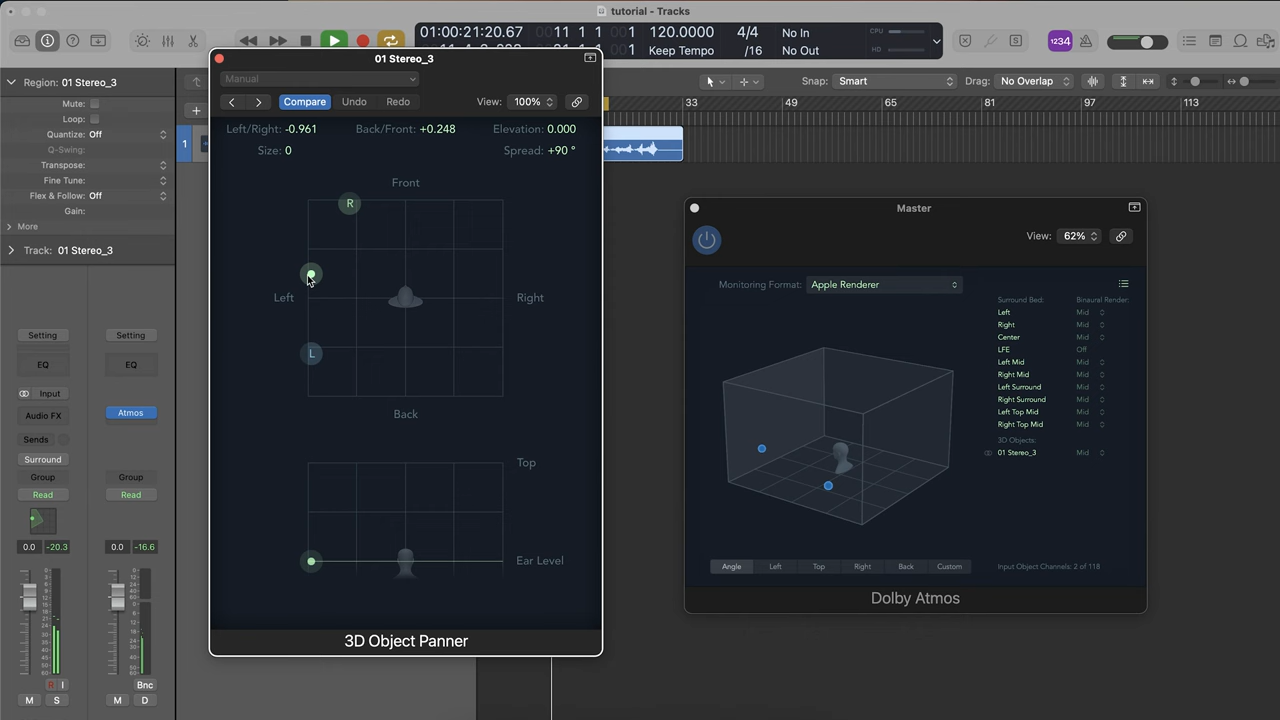 tutorial - Tracks
01:00:21:20.67
0011 1 1 001
120.0000
4/4
No In
CPU
Keep Tempo
/16
No Out
HD
1234
Region: 01 Stereo_3
01 Stereo_3
Snap: Smart
Drag: No Overlap
Manual
Compare
Undo
Redo
View: 100%
Mute:
Loop:
Quantize: Off
Q-Swing:
Transpose:
Fine Tune:
Flex & Follow: Off
Gain:
More
Track: 01 Stereo_3
1
33
49
65
81
97
113
Left/Right: -0.961
Back/Front: +0.248
Elevation: 0.000
Size: 0
Spread: +90 °
Front
R
Left
Right
L
Back
Top
Ear Level
3D Object Panner
Master
View: 62%
Monitoring Format: Apple Renderer
Surround Bed:
Binaural Render:
Left Mid
Right Mid
Center Mid
LFE Off
Left Mid Mid
Right Mid Mid
Left Surround Mid
Right Surround Mid
Left Top Mid Mid
Right Top Mid Mid
3D Objects:
01 Stereo_3 Mid
Angle
Left
Top
Right
Back
Custom
Input Object Channels: 2 of 118
Dolby Atmos
Setting
Setting
EQ
EQ
Input
Audio FX
Atmos
Sends
Surround
Group
Group
Read
Read
0.0
-20.3
0.0
-16.6
R
I
Bnc
M
S
M
D